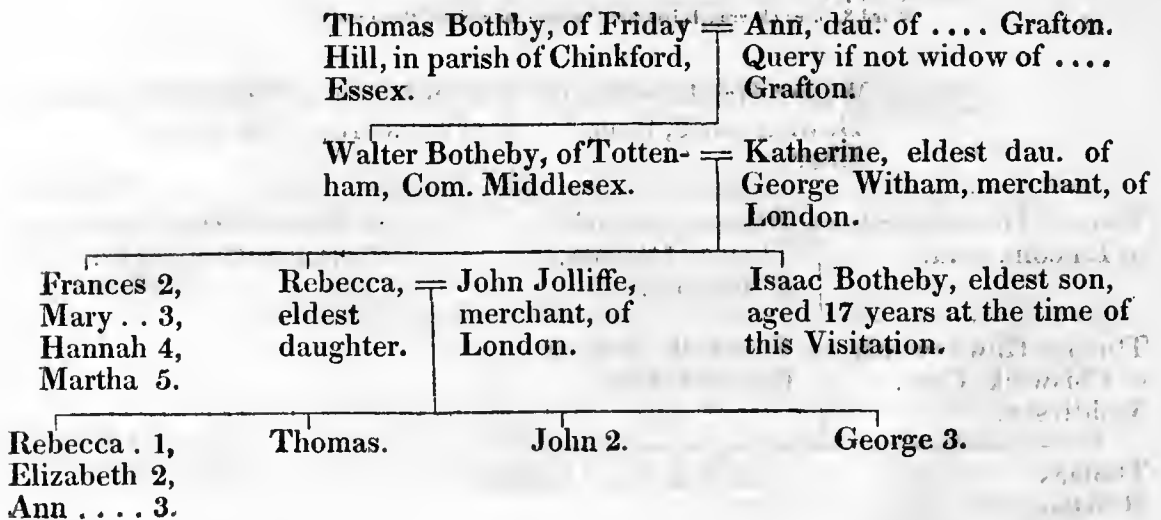 Thomas Bothby, of Friday = Ann, dau. of .... Grafton.
Hill, in parish of Chinkford, Query if not widow of ....
Essex. Grafton.
Walter Botheby, of Totten- = Katherine, eldest dau. of
ham, Com. Middlesex. George Witham, merchant, of
London.
Frances 2, Rebecca, = John Jolliffe, Isaac Botheby, eldest son,
Mary . . 3, eldest merchant, of aged 17 years at the time of
Hannah 4, daughter. London. this Visitation.
Martha 5.
Rebecca . 1, Thomas. John 2. George 3.
Elizabeth 2,
Ann .... 3.